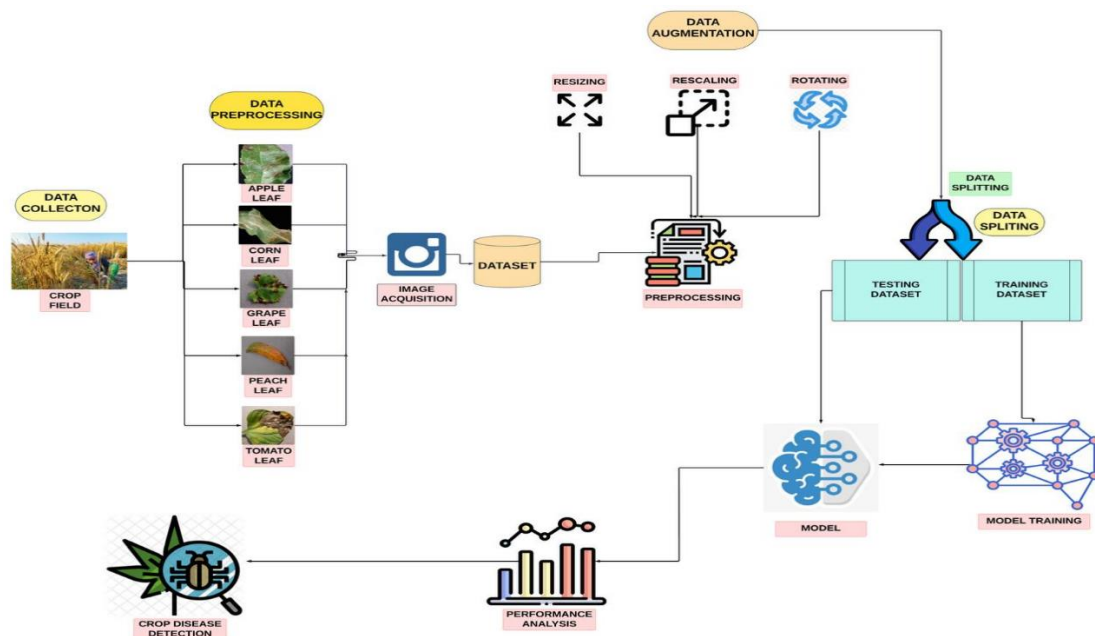 DATA
AUGMENTATION
RESIZING
RESCALING
ROTATING
DATA
PREPROCESSING
APPLE
LEAF
DATA
COLLECTON
CROP
FIELD
CORN
LEAF
GRAPE
LEAF
PEACH
LEAF
TOMATO
LEAF
IMAGE
ACQUISITION
DATASET
PREPROCESSING
DATA
SPLITTING
DATA
SPLITING
TESTING
DATASET
TRAINING
DATASET
MODEL TRAINING
MODEL
PERFORMANCE
ANALYSIS
CROP DISEASE
DETECTION